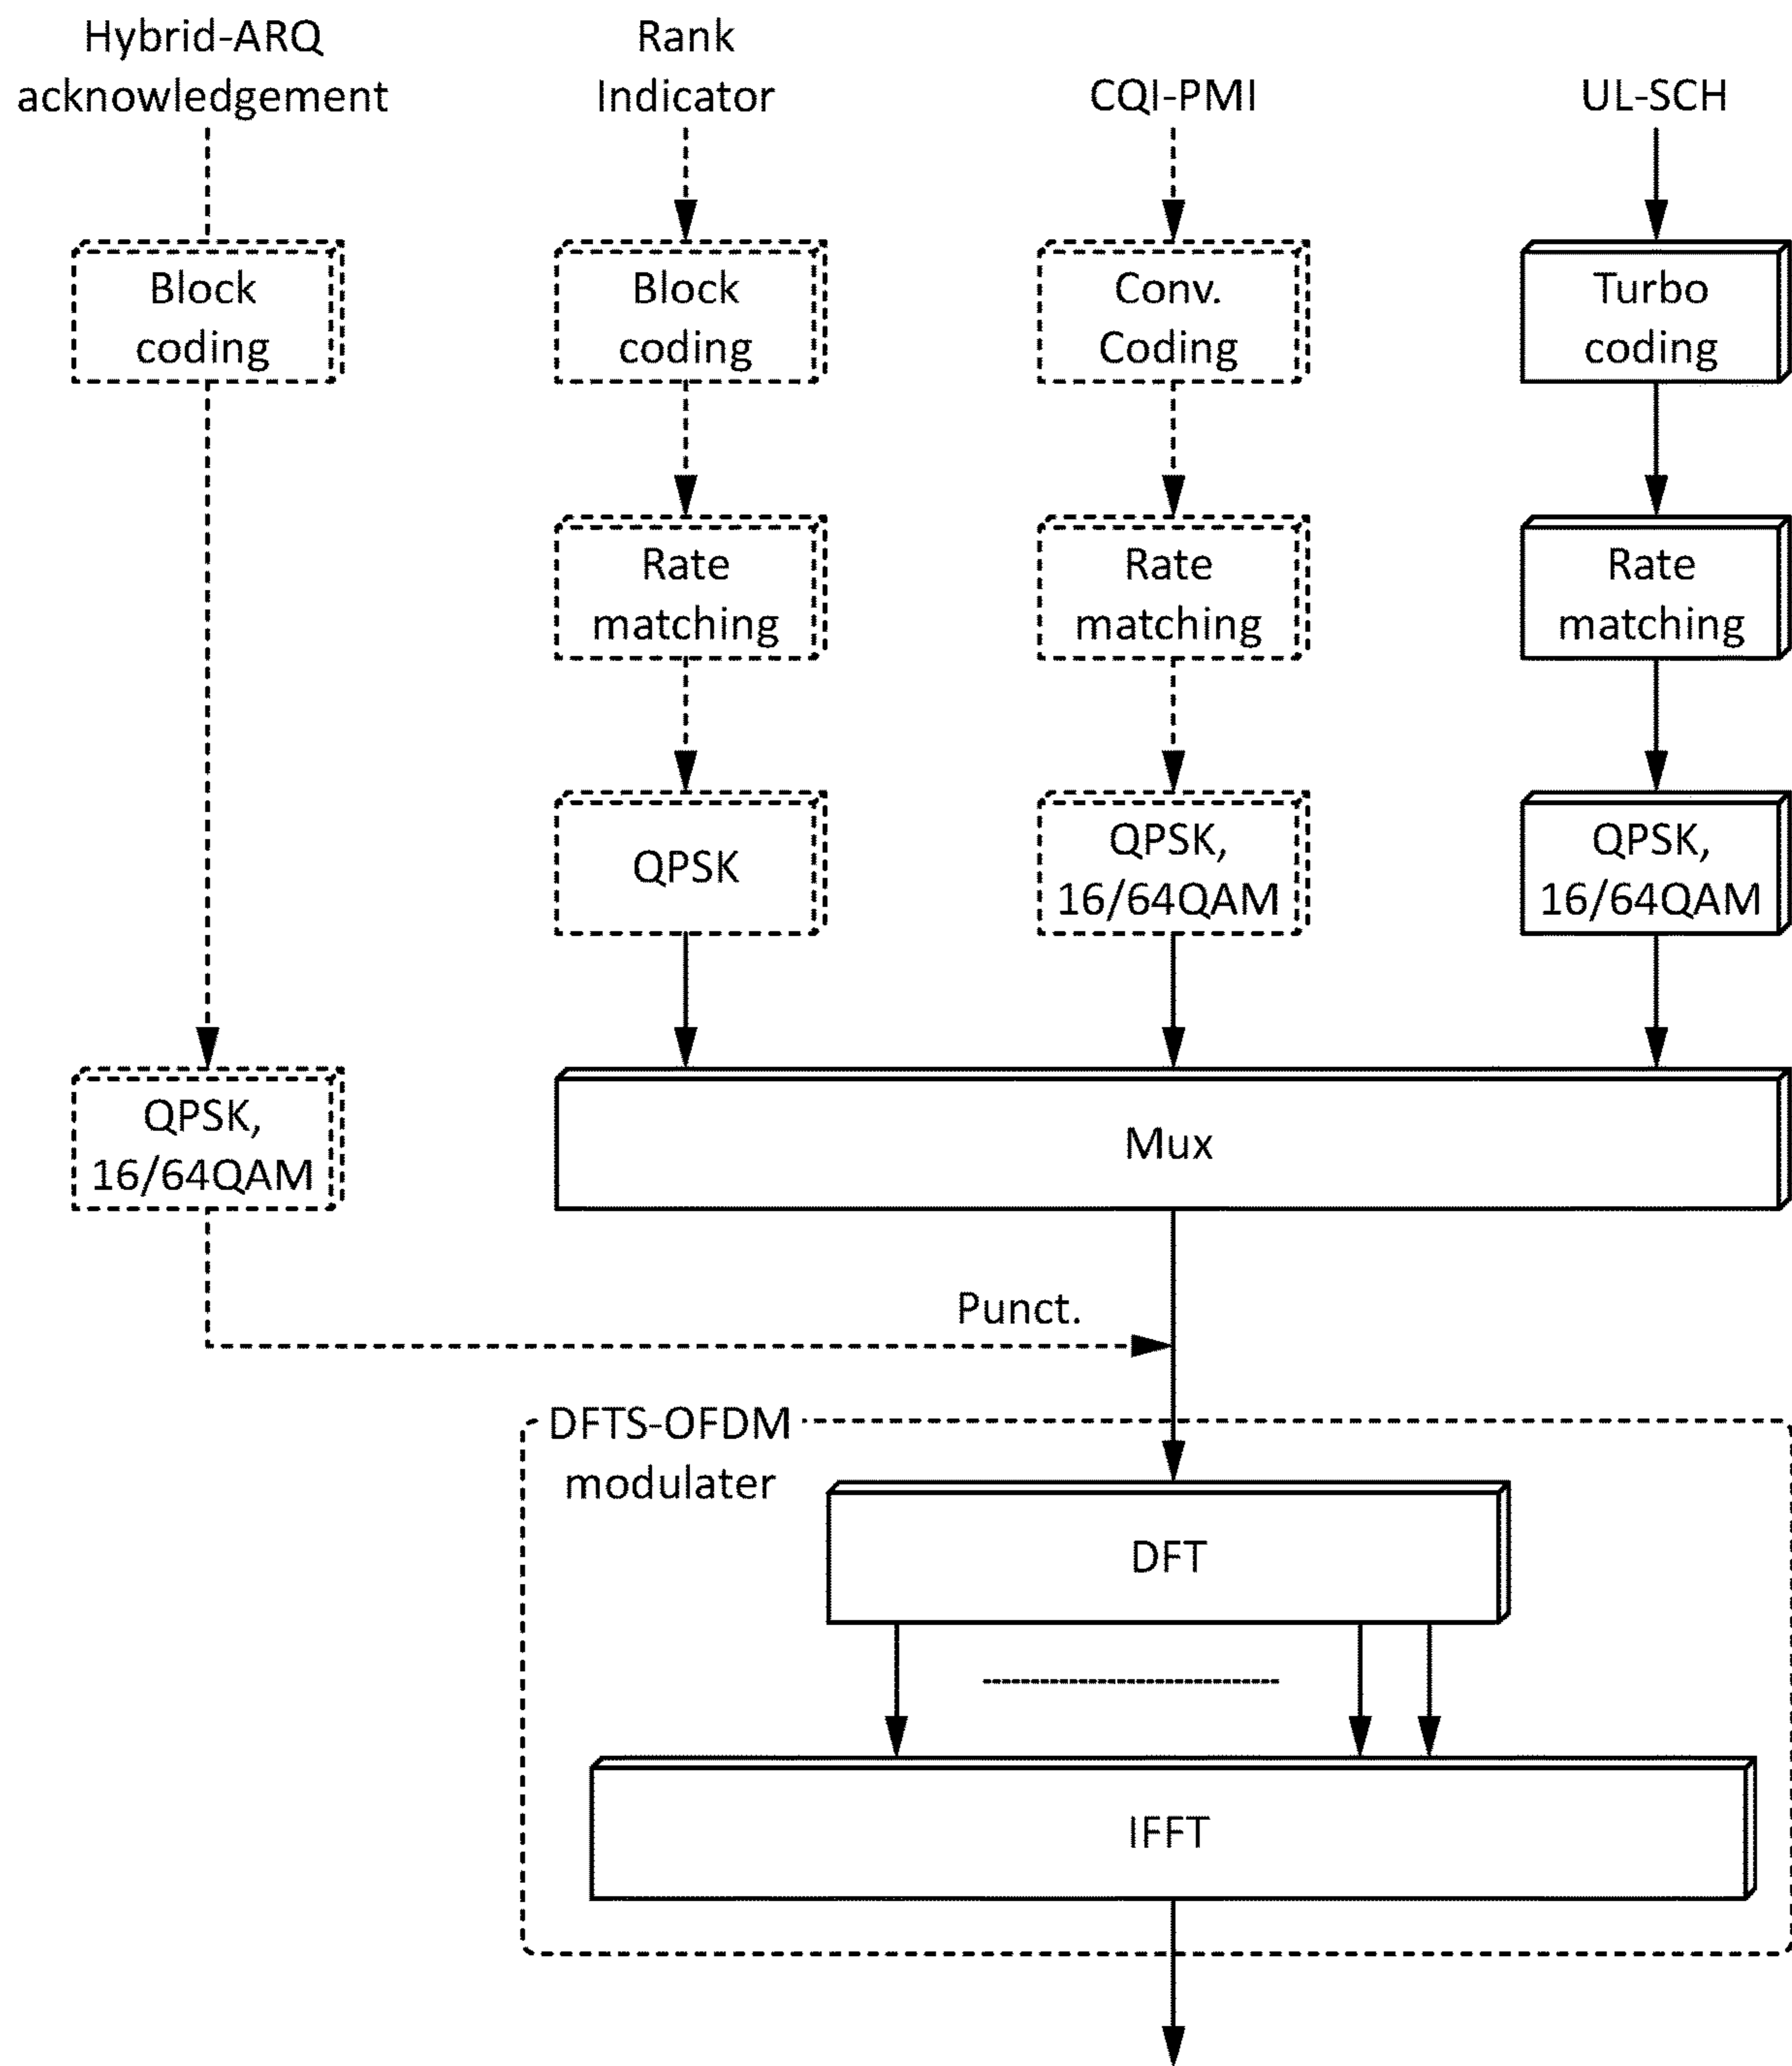 Hybrid-ARQ
acknowledgement
Rank
Indicator
CQI-PMI
UL-SCH
Block
coding
Block
coding
Conv.
Coding
Turbo
coding
Rate
matching
Rate
matching
Rate
matching
QPSK
QPSK,
16/64QAM
QPSK,
16/64QAM
QPSK,
16/64QAM
Mux
Punct.
DFTS-OFDM
modulater
DFT
IFFT